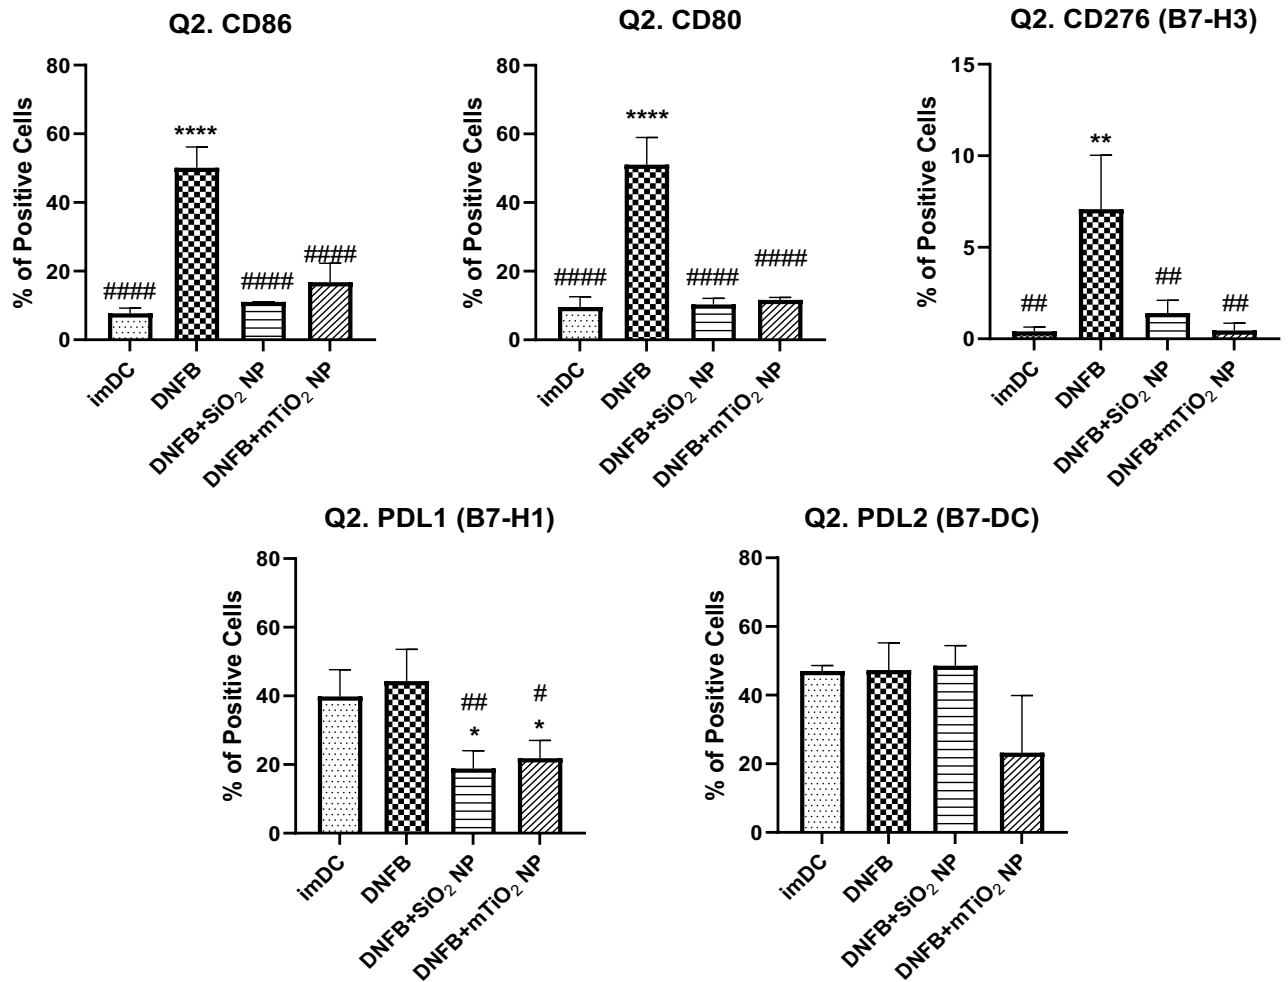 Q2. CD86
% of Positive Cells
80
60
40
20
0
####
****
####
####
imDC
DNFB
DNFB+SiO₂ NP
DNFB+mTiO₂ NP
Q2. CD80
% of Positive Cells
80
60
40
20
0
####
****
####
####
imDC
DNFB
DNFB+SiO₂ NP
DNFB+mTiO₂ NP
Q2. CD276 (B7-H3)
% of Positive Cells
15
10
5
0
##
**
##
##
imDC
DNFB
DNFB+SiO₂ NP
DNFB+mTiO₂ NP
Q2. PDL1 (B7-H1)
% of Positive Cells
80
60
40
20
0
##
*
#
*
imDC
DNFB
DNFB+SiO₂ NP
DNFB+mTiO₂ NP
Q2. PDL2 (B7-DC)
% of Positive Cells
80
60
40
20
0
imDC
DNFB
DNFB+SiO₂ NP
DNFB+mTiO₂ NP